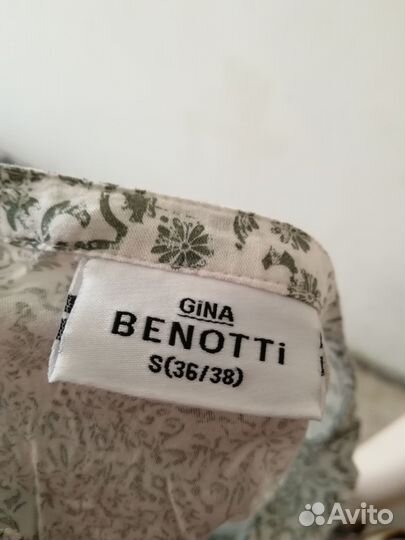 GiNA
BENOTTi
S(36/38)
Avito